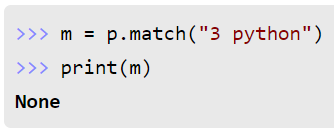 >>> m = p.match("3 python")
>>> print(m)
None